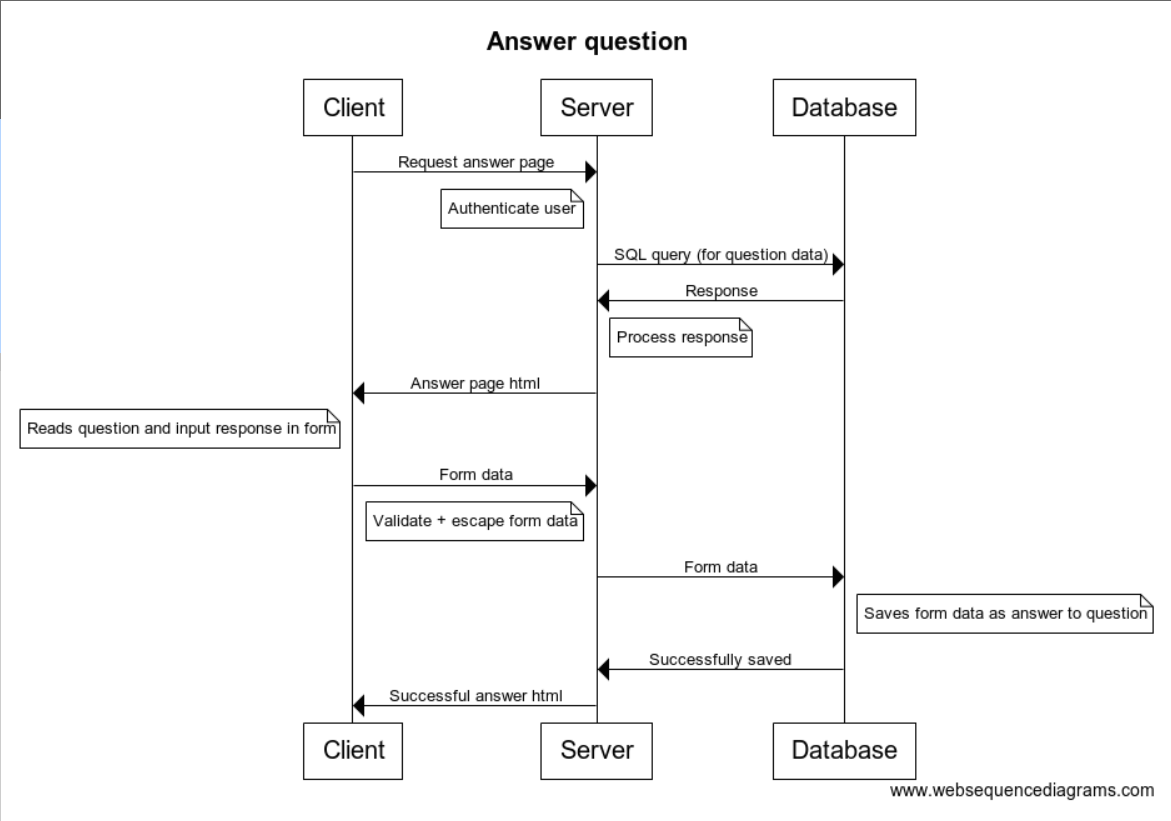 Answer question
Client
Server
Database
Request answer page
Authenticate user
SQL query (for question data)
Response
Process response
Answer page html
Reads question and input response in form
Form data
Validate + escape form data
Form data
Saves form data as answer to question
Successfully saved
Successful answer html
Client
Server
Database
www.websequencediagrams.com